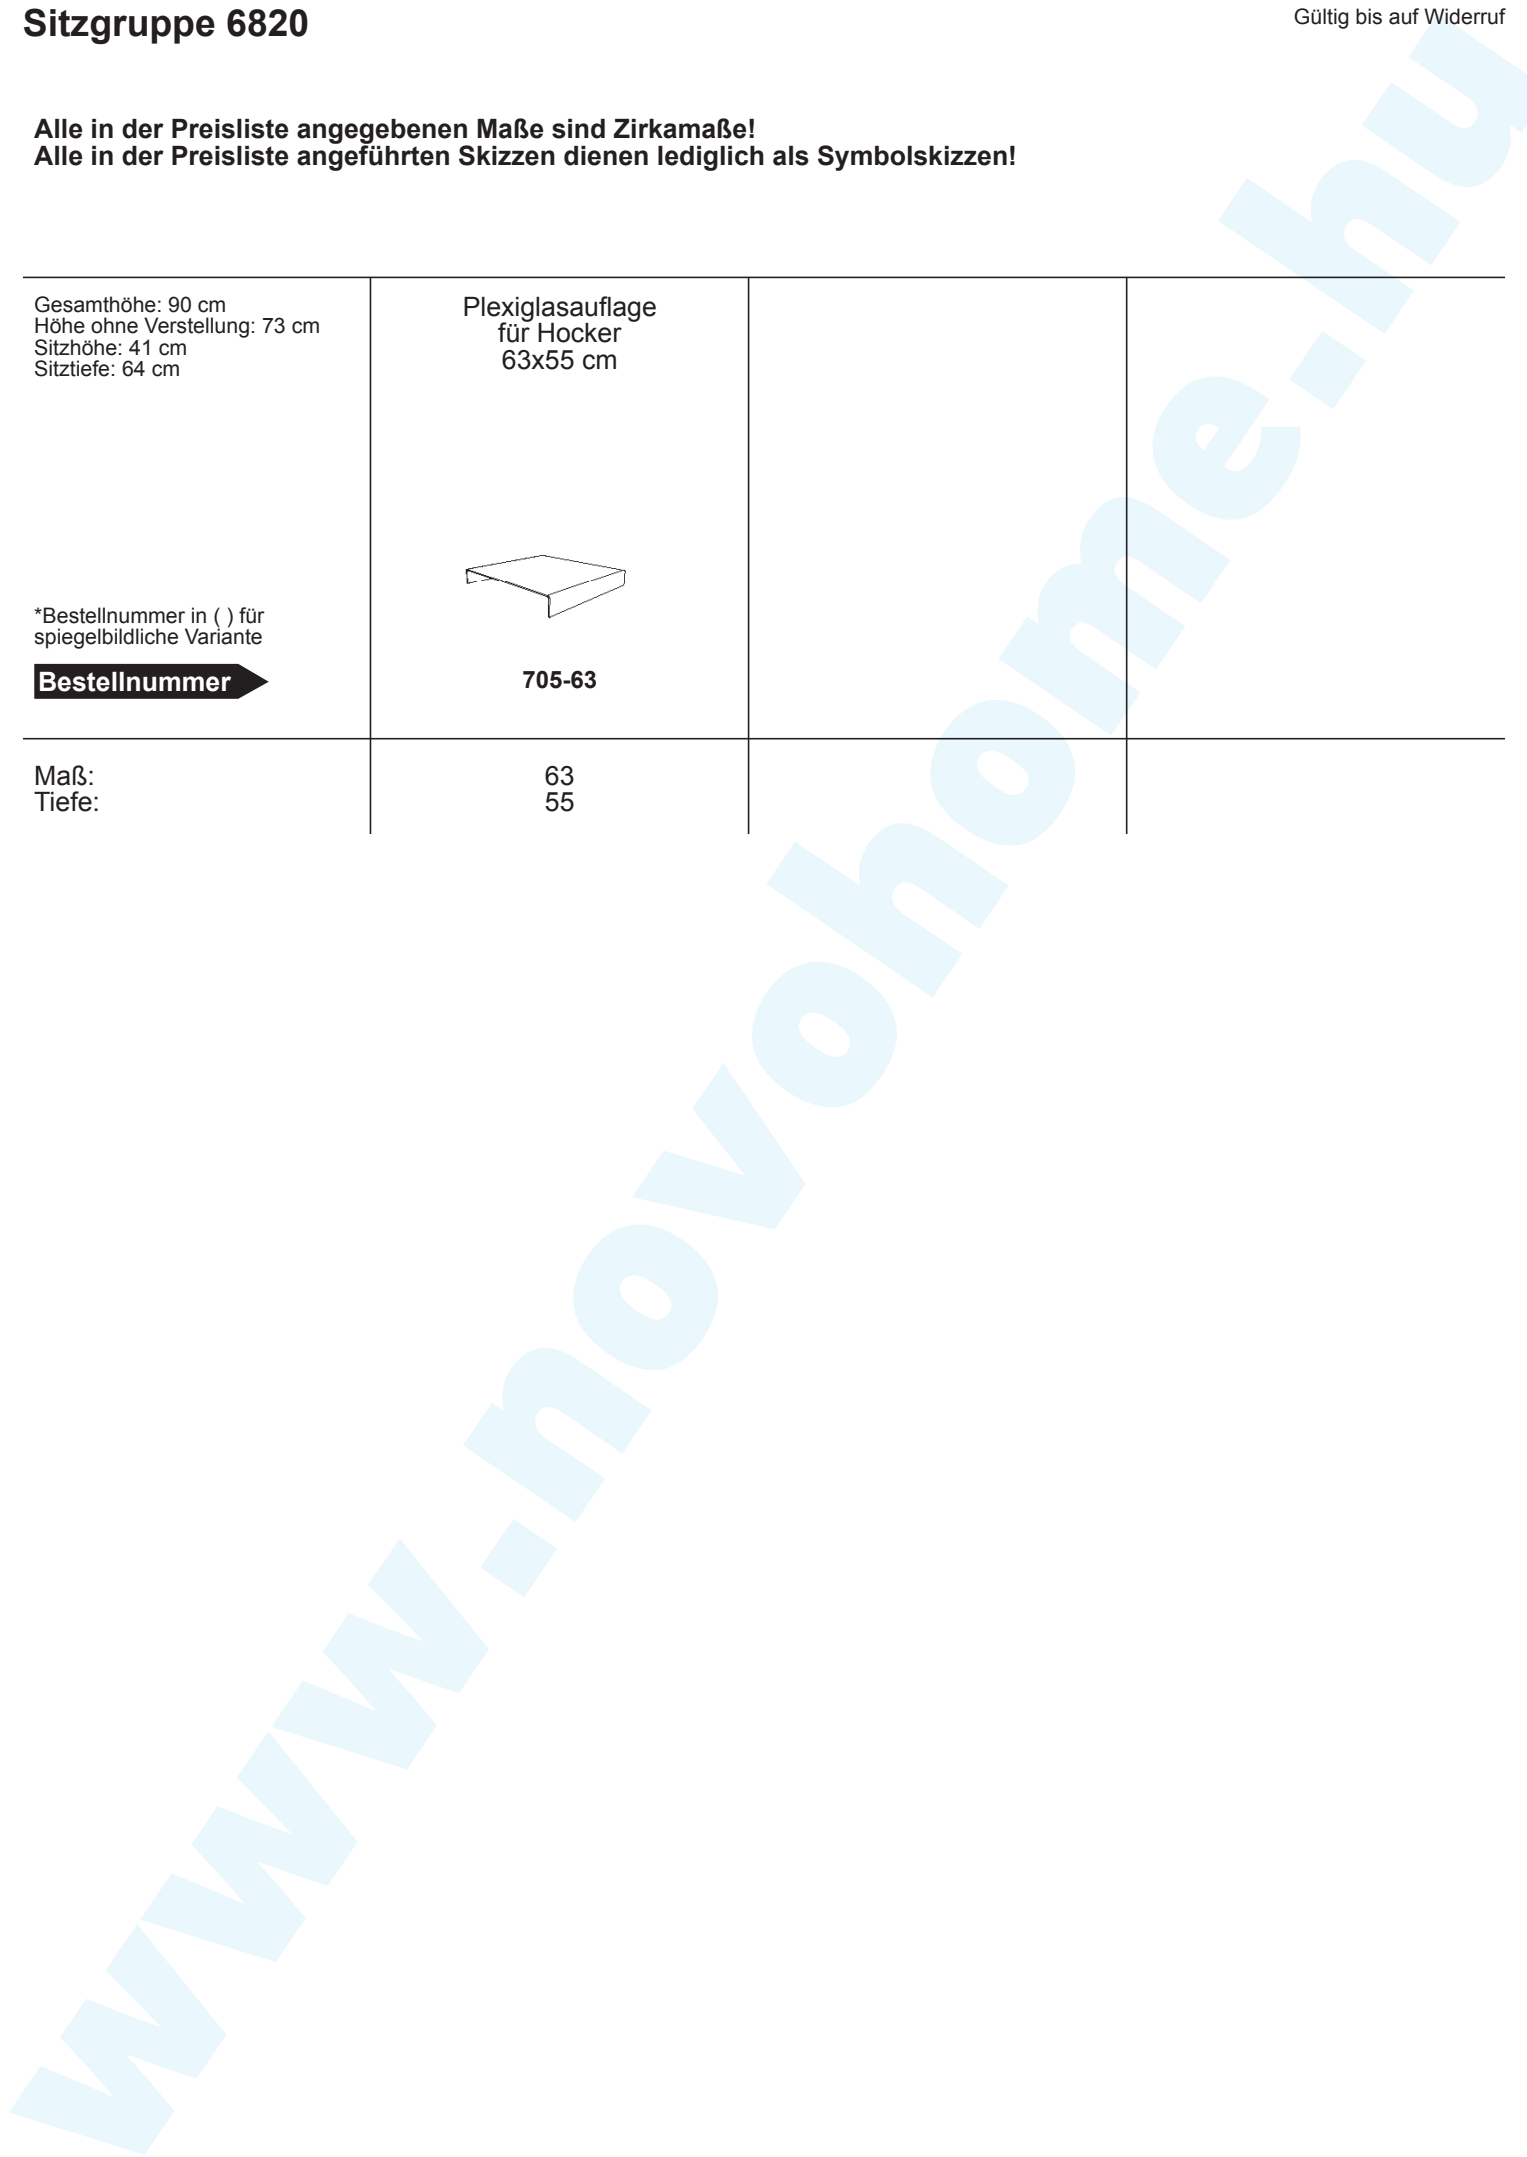 Sitzgruppe 6820
Gültig bis auf Widerruf
Alle in der Preisliste angegebenen Maße sind Zirkamaße!
Alle in der Preisliste angeführten Skizzen dienen lediglich als Symbolskizzen!
Gesamthöhe: 90 cm
Höhe ohne Verstellung: 73 cm
Sitzhöhe: 41 cm
Sitztiefe: 64 cm
*Bestellnummer in ( ) für
spiegelbildliche Variante
Bestellnummer
Plexiglasauflage
für Hocker
63x55 cm
705-63
Maß:
Tiefe:
63
55
www.novohome.hu